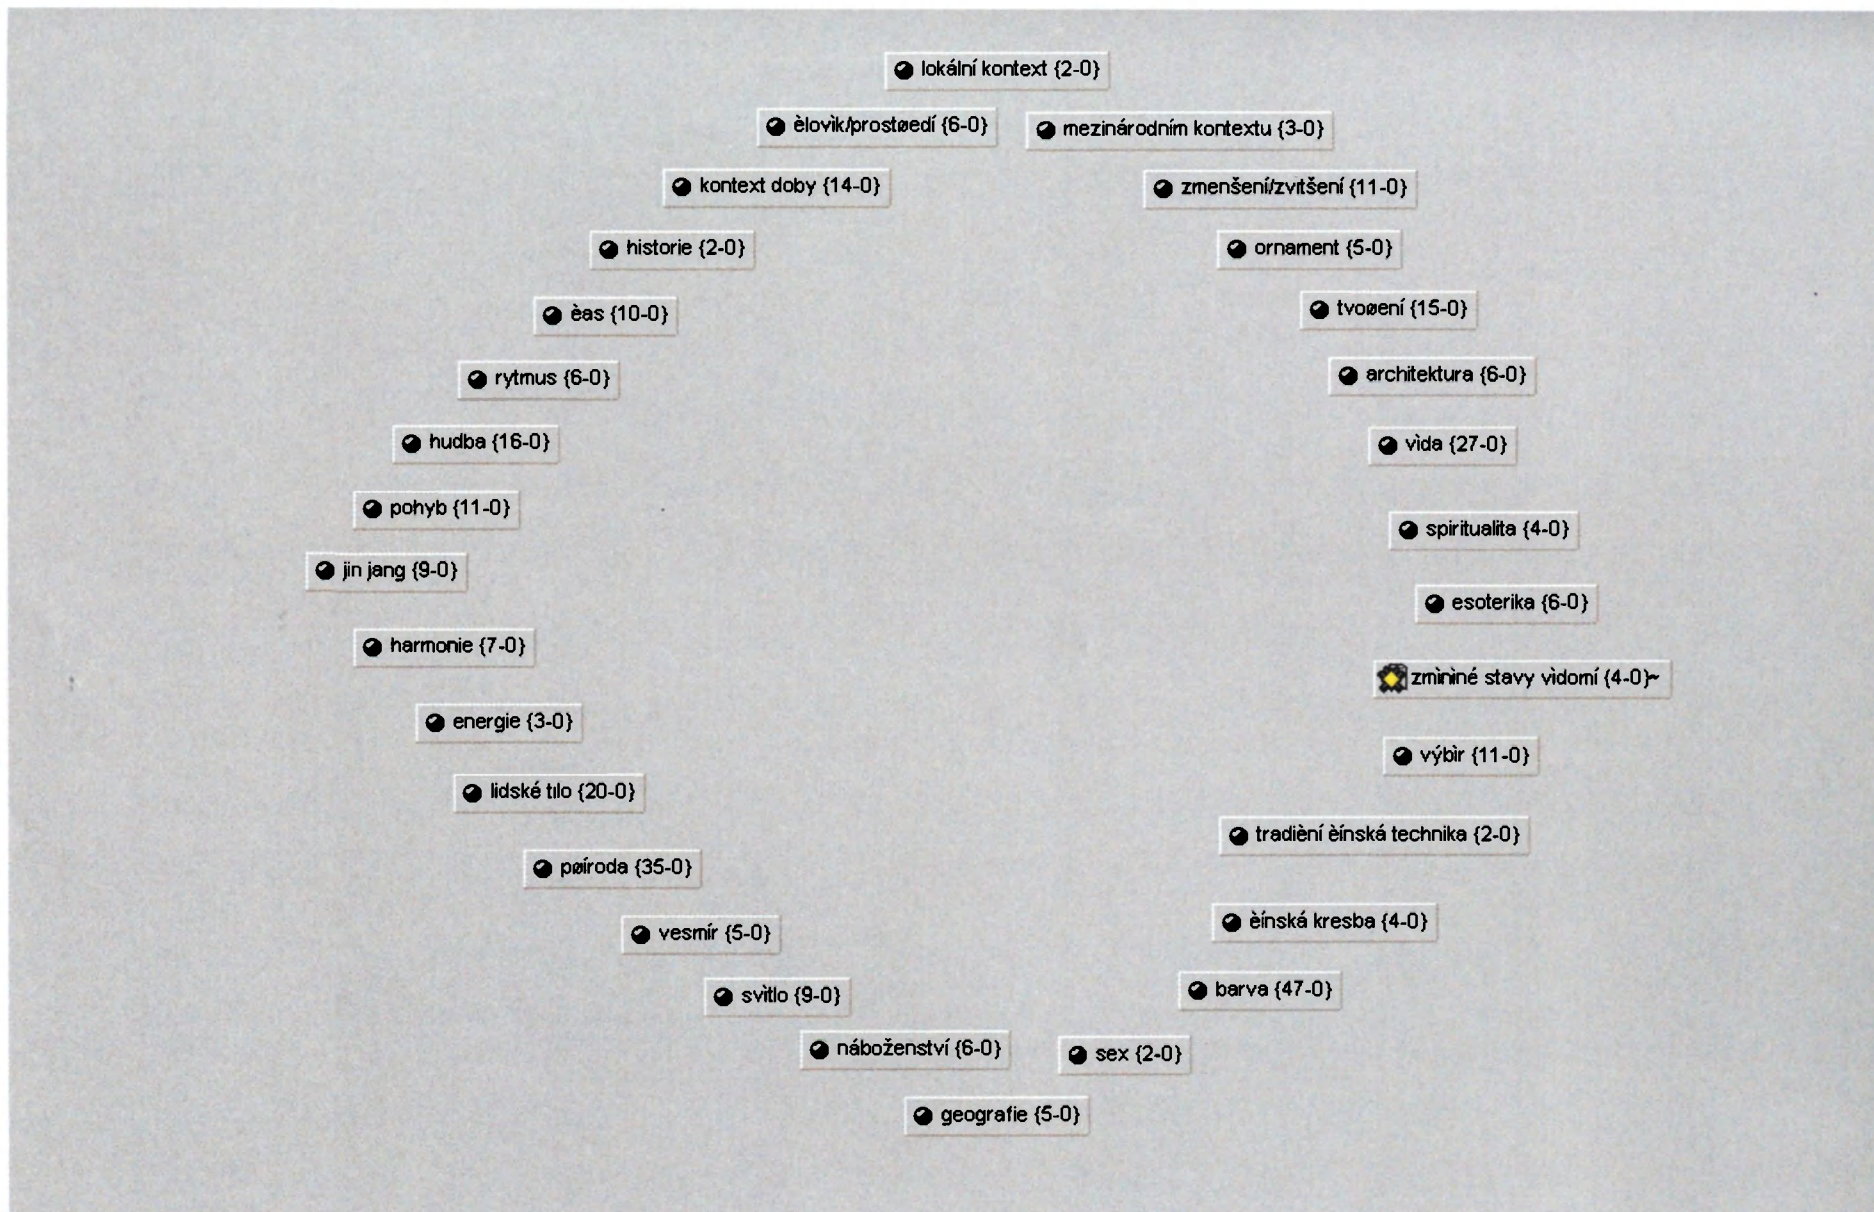 lokální kontext {2-0}
èlovìk/prostøedí {6-0}
mezinárodním kontextu {3-0}
kontext doby {14-0}
zmenšení/zvìtšení {11-0}
historie {2-0}
ornament {5-0}
èas {10-0}
tvoøení {15-0}
rytmus {6-0}
architektura {6-0}
hudba {16-0}
vìda {27-0}
pohyb {11-0}
spiritualita {4-0}
jin jang {9-0}
esoterika {6-0}
harmonie {7-0}
zmìnìné stavy vìdomí {4-0}~
energie {3-0}
výbìr {11-0}
lidské tìlo {20-0}
tradièní èínská technika {2-0}
pøíroda {35-0}
èínská kresba {4-0}
vesmír {5-0}
barva {47-0}
svìtlo {9-0}
náboženství {6-0}
sex {2-0}
geografie {5-0}